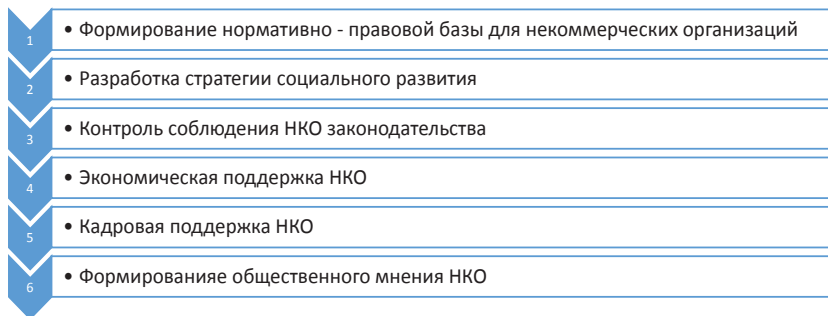 1 • Формирование нормативно - правовой базы для некоммерческих организаций
2 • Разработка стратегии социального развития
3 • Контроль соблюдения НКО законодательства
4 • Экономическая поддержка НКО
5 • Кадровая поддержка НКО
6 • Формированияе общественного мнения НКО